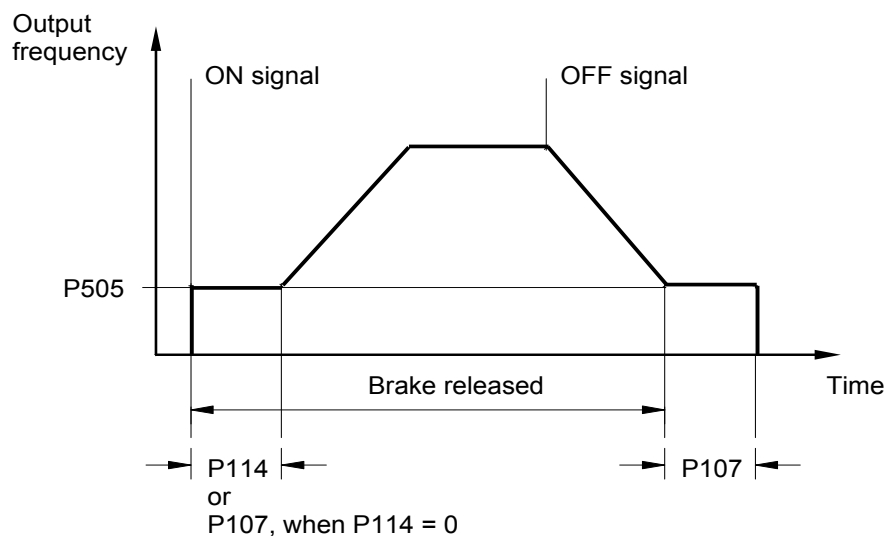 Output
frequency
ON signal
OFF signal
P505
Brake released
Time
P114
or
P107, when P114 = 0
P107